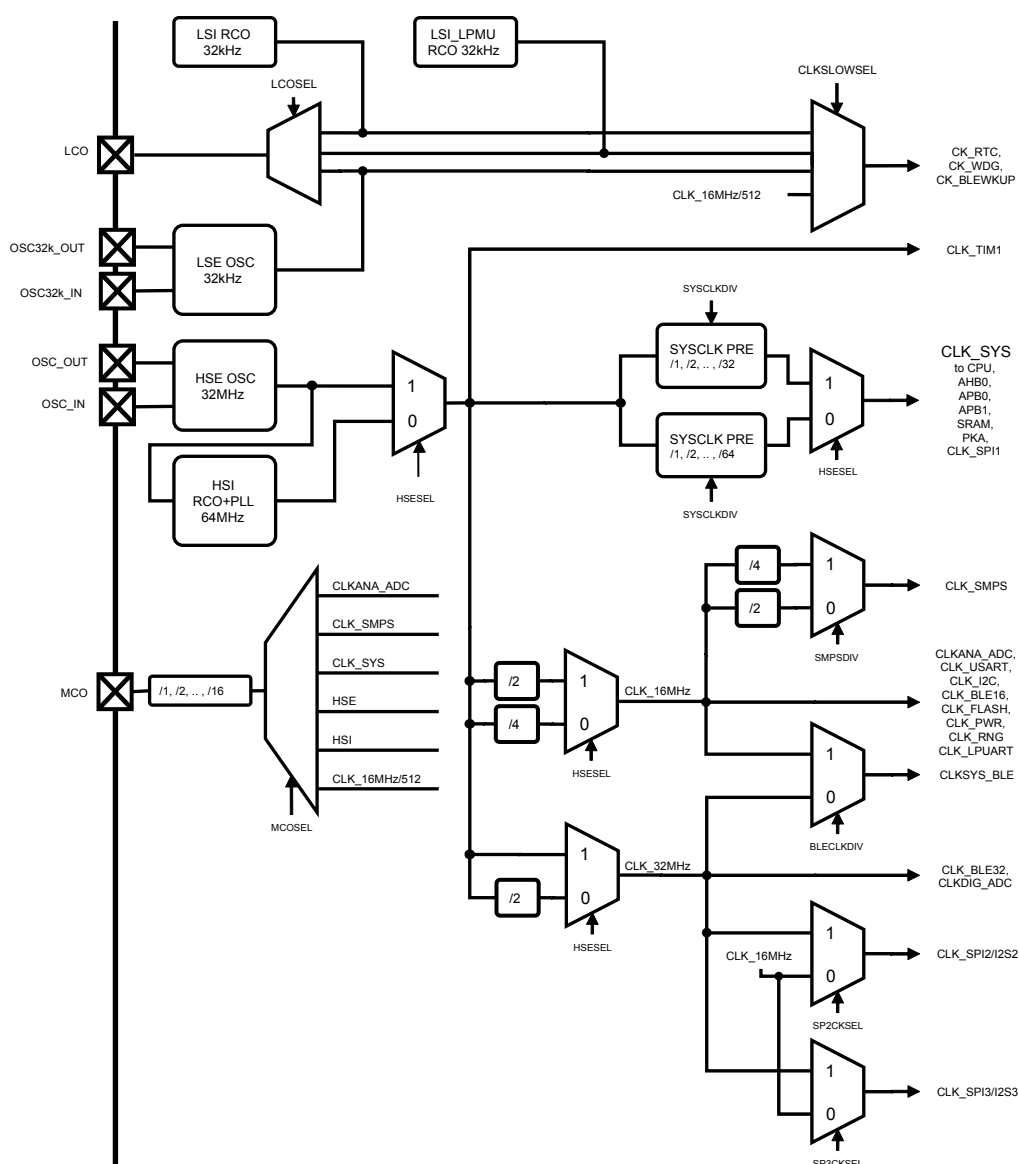 LSI RCO
32kHz
LSI_LPMU
RCO 32kHz
LCOSEL
CLKSLOWSEL
LCO
CK_RTC,
CK_WDG,
CK_BLEWKUP
CLK_16MHz/512
OSC32k_OUT
OSC32k_IN
LSE OSC
32kHz
CLK_TIM1
SYSCLKDIV
OSC_OUT
OSC_IN
HSE OSC
32MHz
1
0
HSESEL
SYSCLK PRE
/1, /2, .. , /32
SYSCLK PRE
/1, /2, .. , /64
SYSCLKDIV
1
0
HSESEL
CLK_SYS
to CPU,
AHB0,
APB0,
APB1,
SRAM,
PKA,
CLK_SPI1
HSI
RCO+PLL
64MHz
CLKANA_ADC
CLK_SMPS
CLK_SYS
HSE
HSI
CLK_16MHz/512
MCO
/1, /2, .. , /16
MCOSEL
/4
/2
1
0
SMPSDIV
CLK_SMPS
/2
/4
1
0
HSESEL
CLK_16MHz
CLKANA_ADC,
CLK_USART,
CLK_I2C,
CLK_BLE16,
CLK_FLASH,
CLK_PWR,
CLK_RNG
CLK_LPUART
1
0
BLECLKDIV
CLKSYS_BLE
/2
1
0
HSESEL
CLK_32MHz
CLK_BLE32,
CLKDIG_ADC
CLK_16MHz
1
0
SP2CKSEL
CLK_SPI2/I2S2
1
0
SP3CKSEL
CLK_SPI3/I2S3